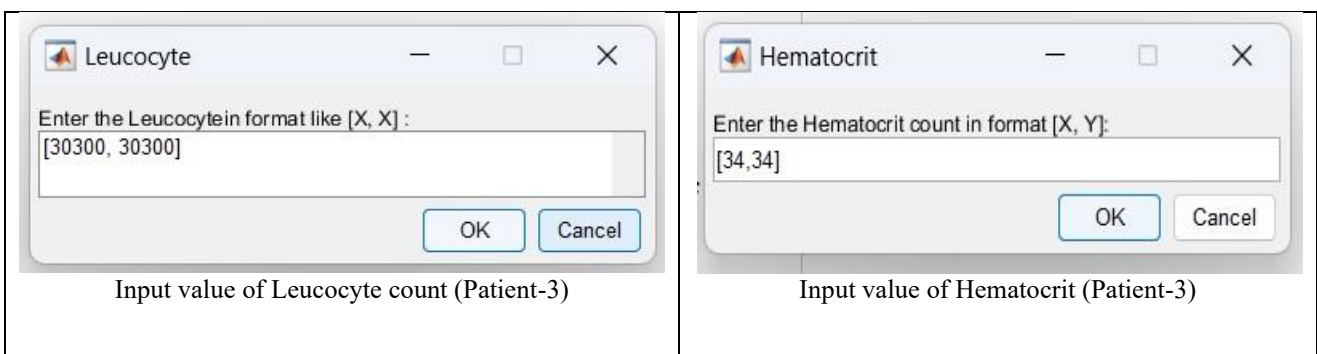 Leucocyte
Enter the Leucocytein format like [X, X] :
[30300, 30300]
OK
Cancel
Input value of Leucocyte count (Patient-3)
Hematocrit
Enter the Hematocrit count in format [X, Y]:
[34,34]
OK
Cancel
Input value of Hematocrit (Patient-3)